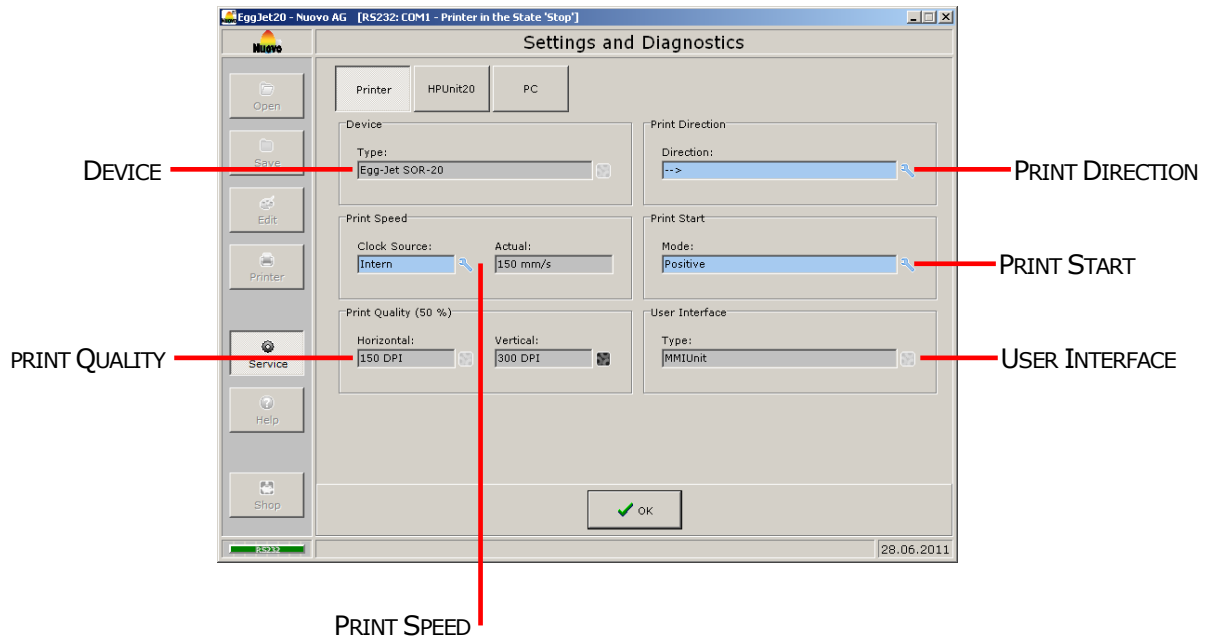 EggJet20 - Nuovo AG [RS232: COM1 - Printer in the State 'Stop']
Nuovo
Settings and Diagnostics
Open
Save
Edit
Printer
Service
Help
Shop
RS232
Printer
HPUnit20
PC
Device
Type:
Egg-Jet SOR-20
Print Direction
Direction:
-->
Print Speed
Clock Source:
Intern
Actual:
150 mm/s
Print Start
Mode:
Positive
Print Quality (50 %)
Horizontal:
150 DPI
Vertical:
300 DPI
User Interface
Type:
MMIUnit
OK
28.06.2011
DEVICE
PRINT QUALITY
PRINT SPEED
PRINT DIRECTION
PRINT START
USER INTERFACE